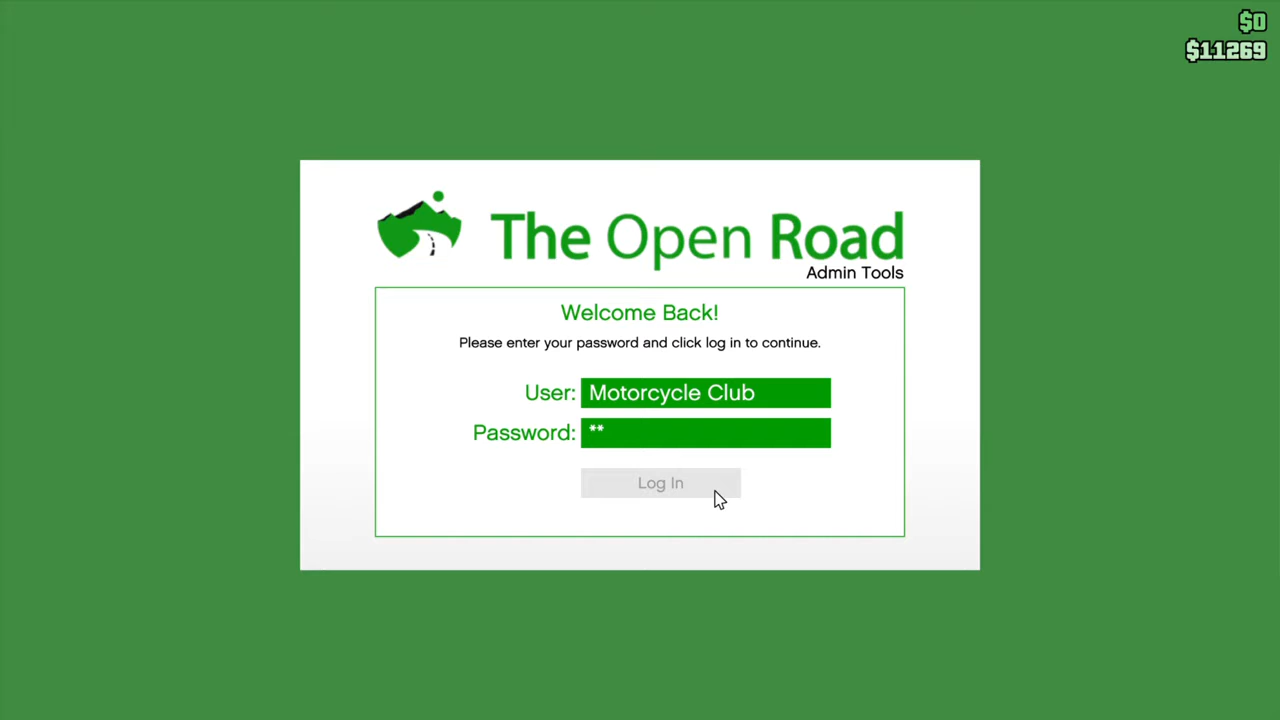 $0
$11269
The Open Road
Admin Tools
Welcome Back!
Please enter your password and click log in to continue.
User: Motorcycle Club
Password: **
Log In